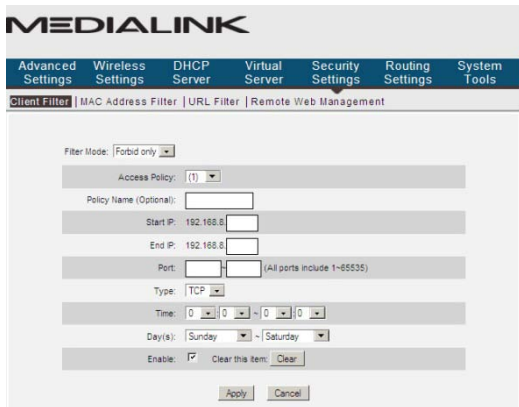 MEDIALINK
Advanced Settings Wireless Settings DHCP Server Virtual Server Security Settings Routing Settings System Tools
Client Filter | MAC Address Filter | URL Filter | Remote Web Management
Filter Mode: Forbid only
Access Policy: (1)
Policy Name (Optional):
Start IP: 192.168.8.
End IP: 192.168.8.
Port: ~ (All ports include 1~65535)
Type: TCP
Time: 0 : 0 ~ 0 : 0
Day(s): Sunday ~ Saturday
Enable: Clear this item: Clear
Apply Cancel